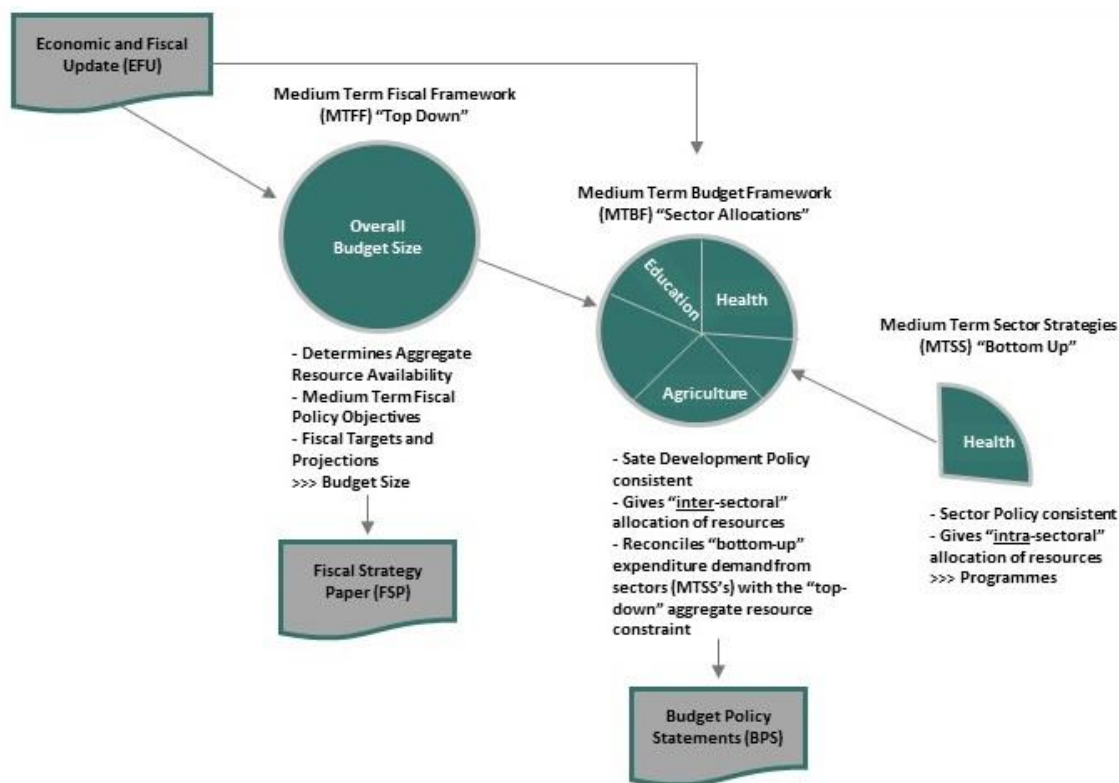 Economic and Fiscal
Update (EFU)
Medium Term Fiscal Framework
(MTFF) “Top Down”
Overall
Budget Size
- Determines Aggregate
Resource Availability
- Medium Term Fiscal
Policy Objectives
- Fiscal Targets and
Projections
>>> Budget Size
Fiscal Strategy
Paper (FSP)
Medium Term Budget Framework
(MTBF) “Sector Allocations”
Education
Health
Agriculture
- Sate Development Policy
consistent
- Gives “inter-sectoral”
allocation of resources
- Reconciles “bottom-up”
expenditure demand from
sectors (MTSS’s) with the “top-
down” aggregate resource
constraint
Budget Policy
Statements (BPS)
Medium Term Sector Strategies
(MTSS) “Bottom Up”
Health
- Sector Policy consistent
- Gives “intra-sectoral”
allocation of resources
>>> Programmes